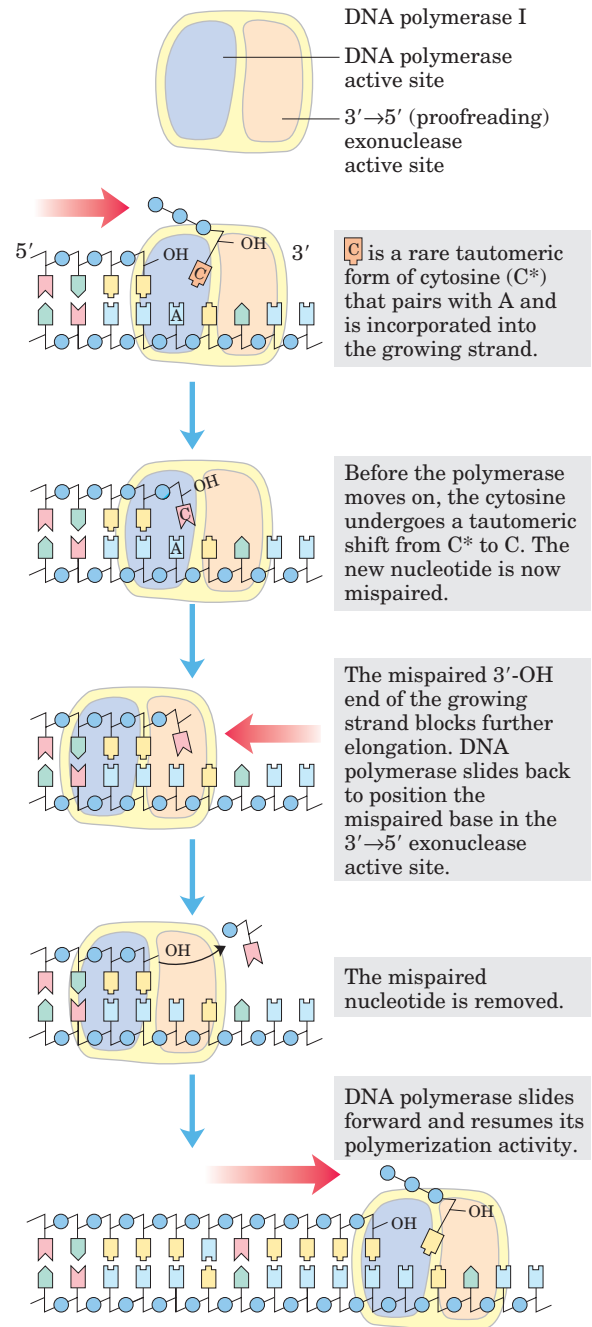 DNA polymerase I
DNA polymerase
active site
3′→5′ (proofreading)
exonuclease
active site
5′
OH
OH
3′
C
A
C is a rare tautomeric
form of cytosine (C*)
that pairs with A and
is incorporated into
the growing strand.
OH
C
A
Before the polymerase
moves on, the cytosine
undergoes a tautomeric
shift from C* to C. The
new nucleotide is now
mispaired.
The mispaired 3′-OH
end of the growing
strand blocks further
elongation. DNA
polymerase slides back
to position the
mispaired base in the
3′→5′ exonuclease
active site.
OH
The mispaired
nucleotide is removed.
DNA polymerase slides
forward and resumes its
polymerization activity.
OH
OH